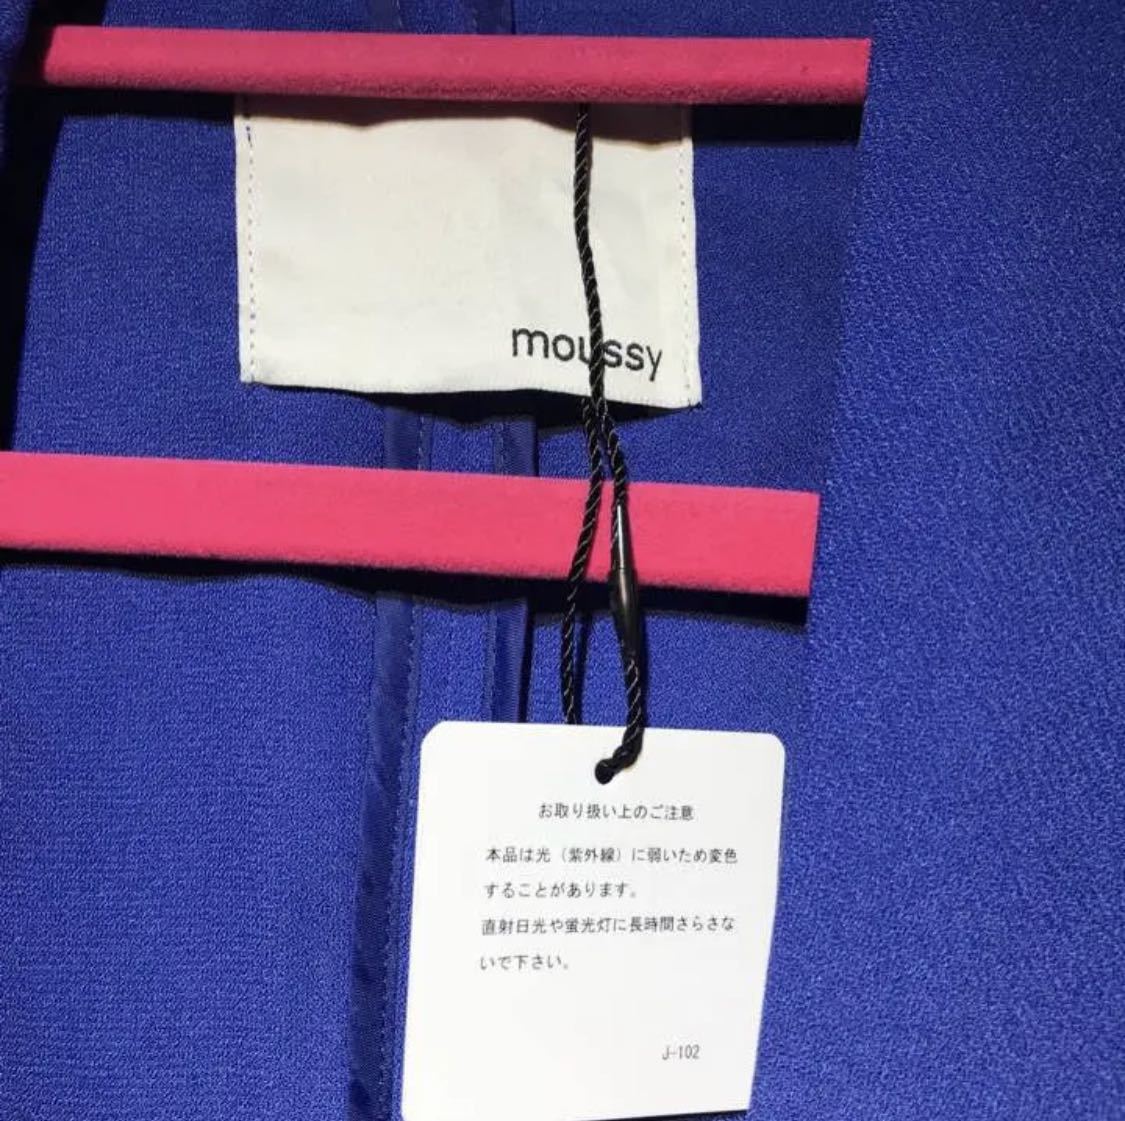 moussy
お取り扱い上のご注意
本品は光（紫外線）に弱いため変色
することがあります。
直射日光や蛍光灯に長時間さらさな
いで下さい。
J-102